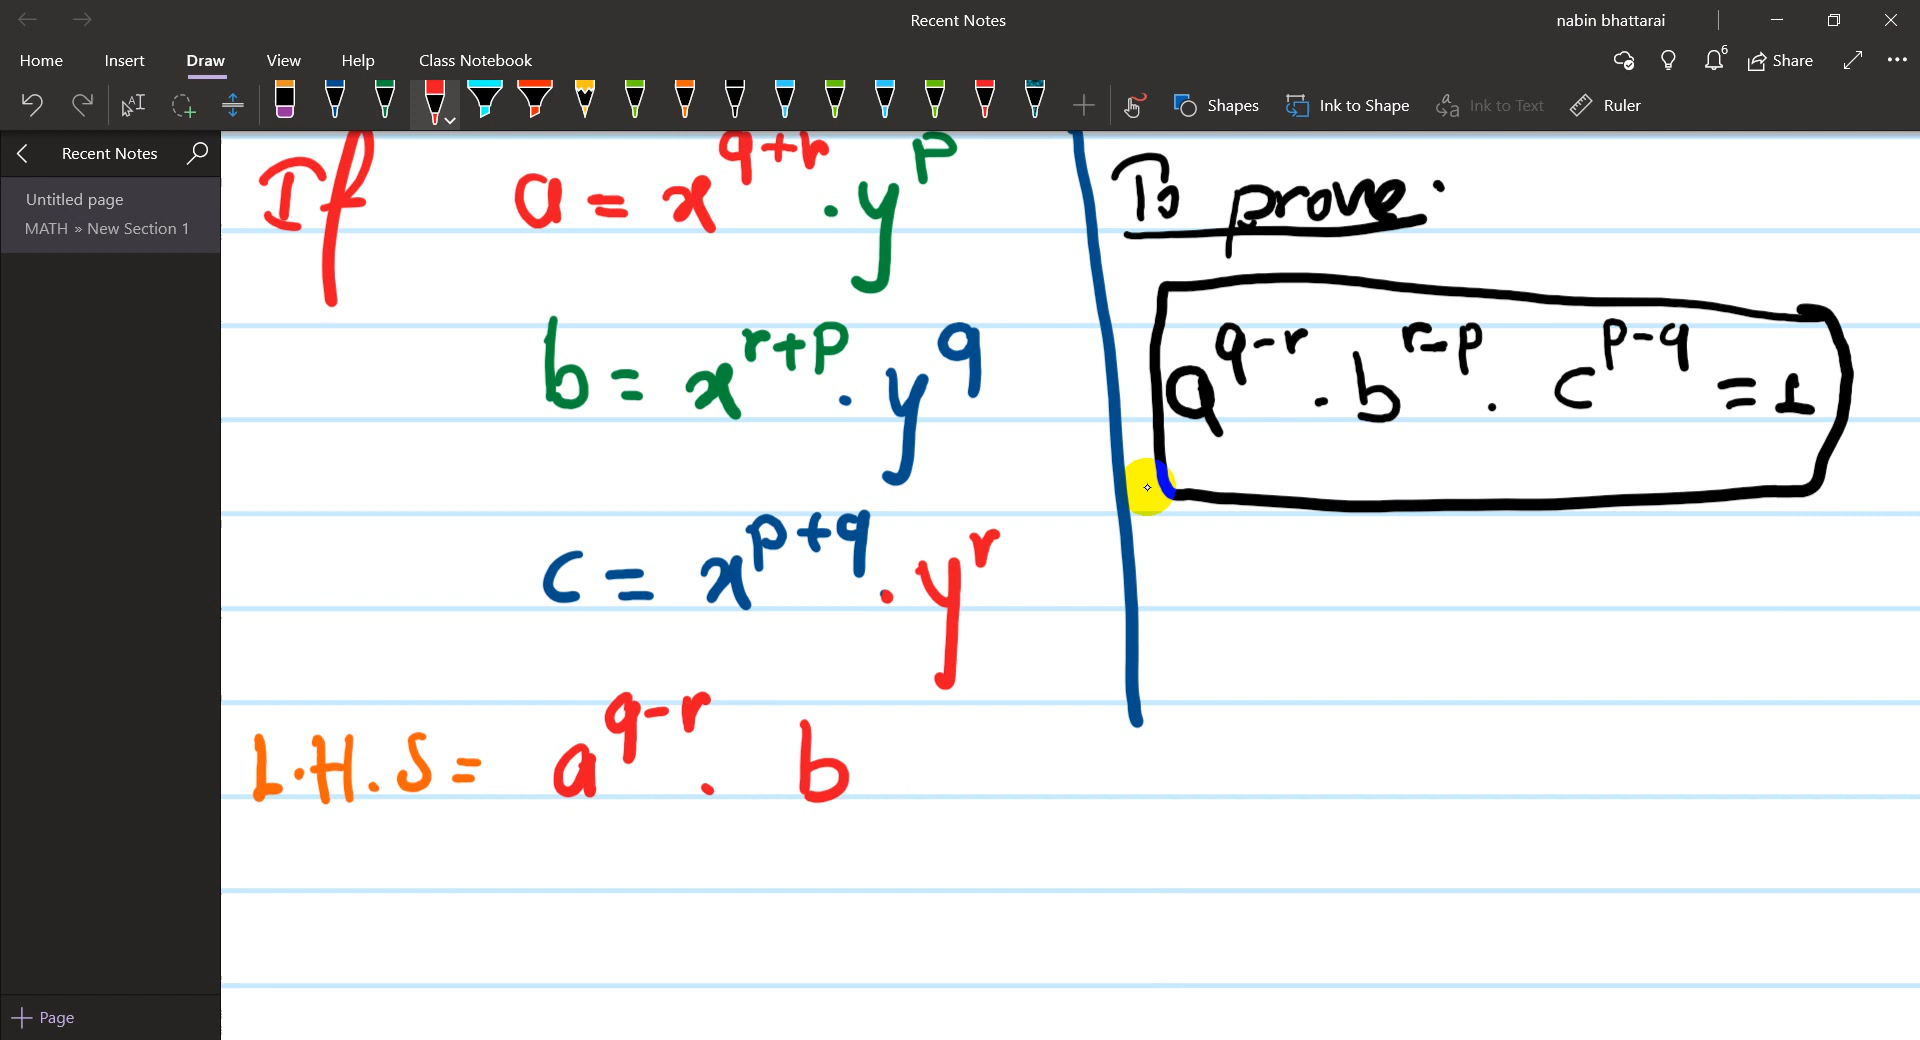 Recent Notes
nabin bhattarai
Home Insert Draw View Help Class Notebook
6 Share
Shapes Ink to Shape Ink to Text Ruler
Recent Notes
Untitled page
MATH » New Section 1
If a = x^{q+r} . y^p
b = x^{r+p} . y^q
c = x^{p+q} . y^r
L.H.S = a^{q-r} . b
To prove.
a^{q-r} . b^{r-p} . c^{p-q} = 1
Page